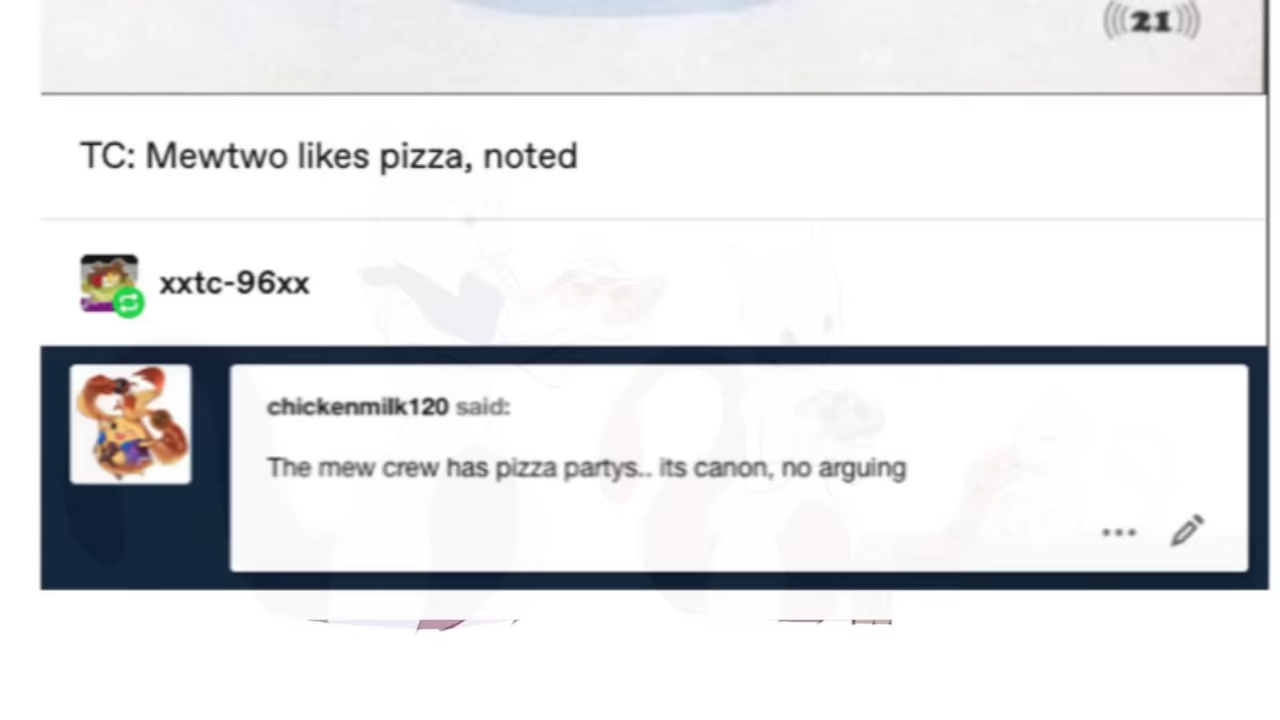 (((21)))
TC: Mewtwo likes pizza, noted
xxtc-96xx
chickenmilk120 said:
The mew crew has pizza partys.. its canon, no arguing